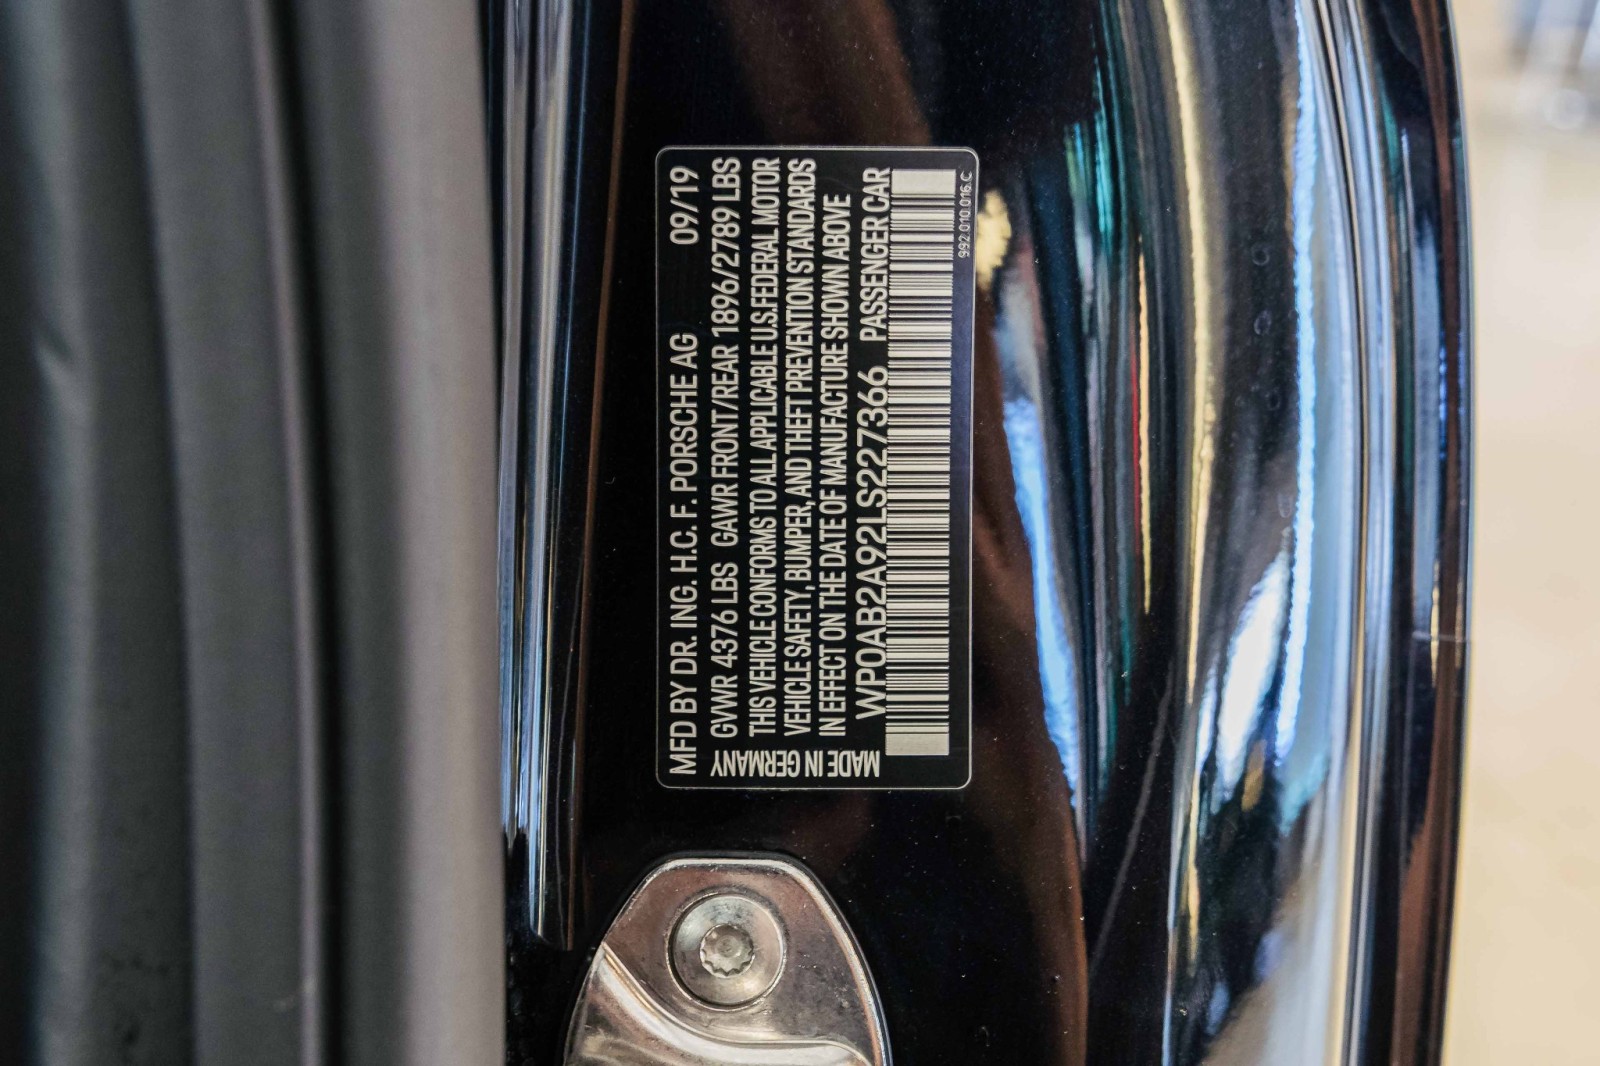 MFD BY DR. ING. H.C. F. PORSCHE AG 09/19
GVWR 4376 LBS GAWR FRONT/REAR 1896/2789 LBS
THIS VEHICLE CONFORMS TO ALL APPLICABLE U.S. FEDERAL MOTOR
VEHICLE SAFETY, BUMPER, AND THEFT PREVENTION STANDARDS
IN EFFECT ON THE DATE OF MANUFACTURE SHOWN ABOVE
WP0AB2A92LS227366 PASSENGER CAR
MADE IN GERMANY
992.010.016.C